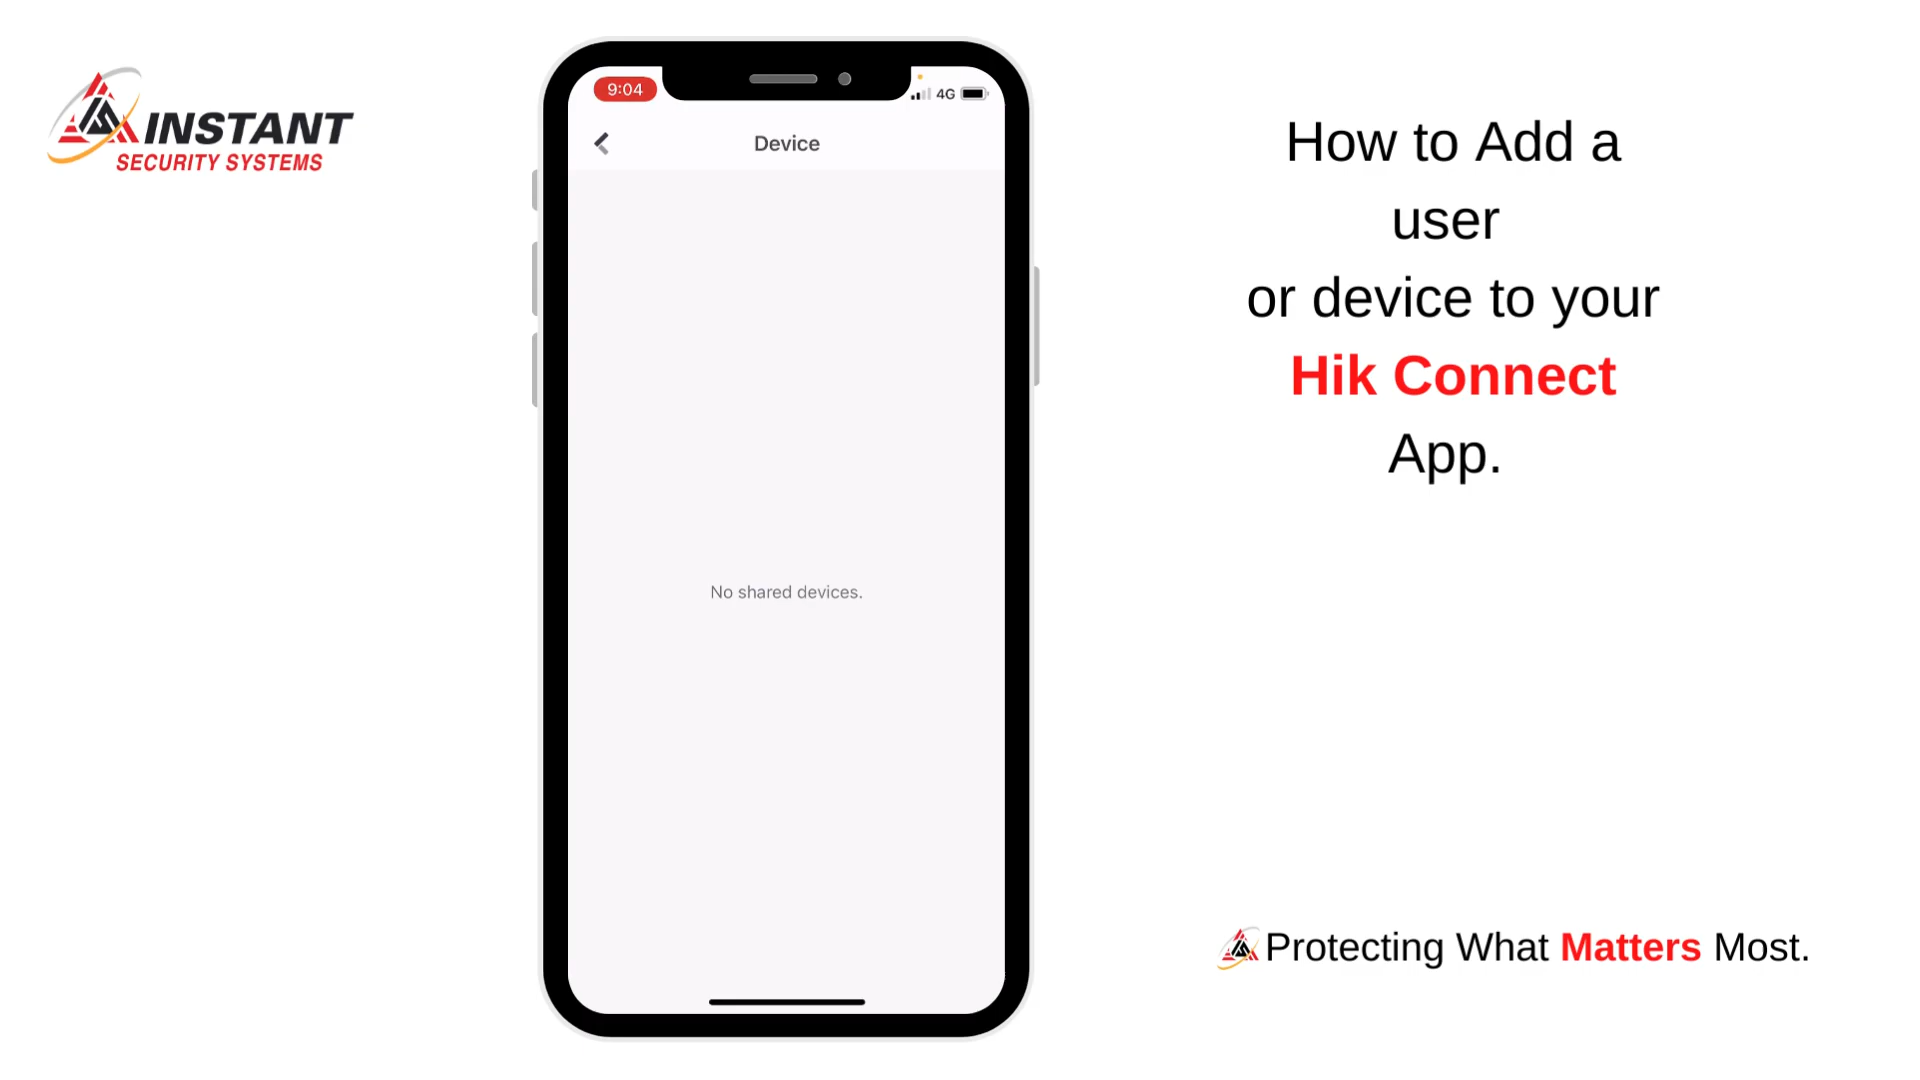 INSTANT
SECURITY SYSTEMS
9:04
4G
Device
No shared devices.
How to Add a
user
or device to your
Hik Connect
App.
Protecting What Matters Most.